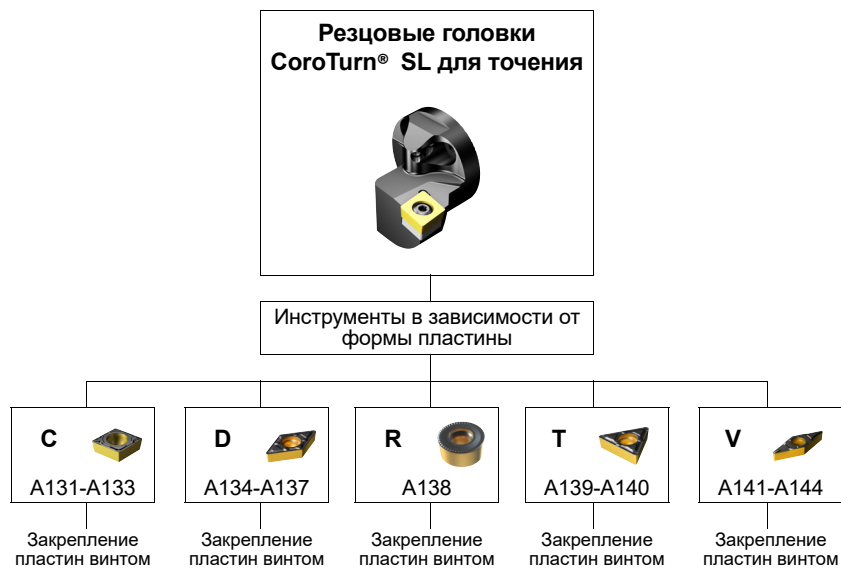 Резцовые головки
CoroTurn® SL для точения
Инструменты в зависимости от
формы пластины
C
A131-A133
D
A134-A137
R
A138
T
A139-A140
V
A141-A144
Закрепление
пластин винтом
Закрепление
пластин винтом
Закрепление
пластин винтом
Закрепление
пластин винтом
Закрепление
пластин винтом